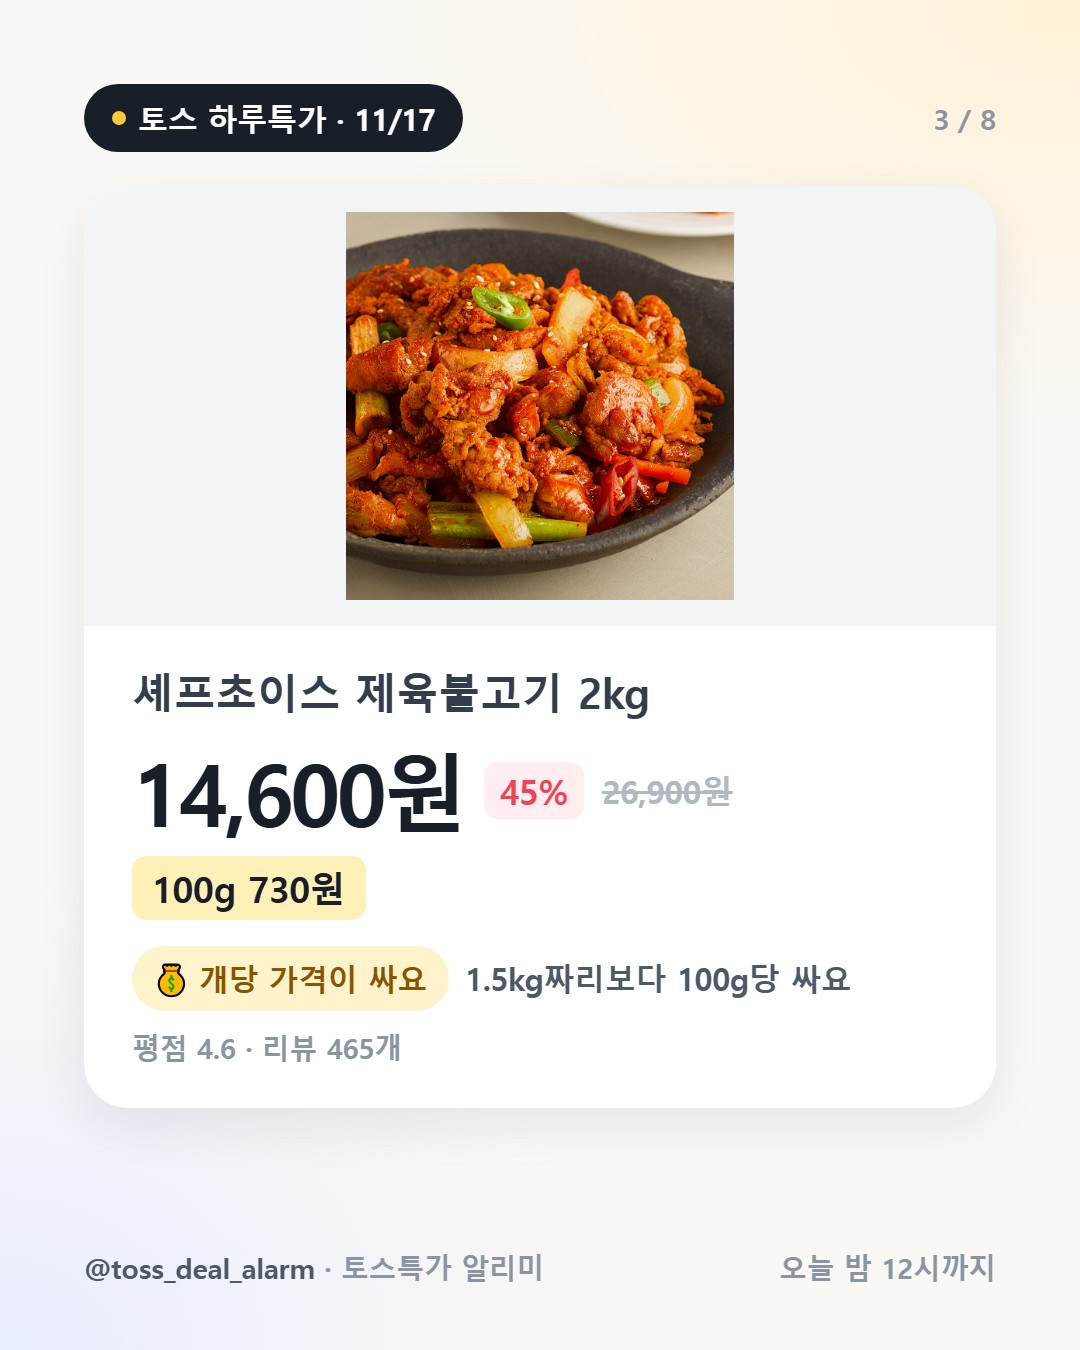 토스 하루특가 · 11/17
3 / 8
셰프초이스 제육불고기 2kg
14,600원 45% 26,900원
100g 730원
개당 가격이 싸요 1.5kg짜리보다 100g당 싸요
평점 4.6 · 리뷰 465개
@toss_deal_alarm · 토스특가 알리미
오늘 밤 12시까지